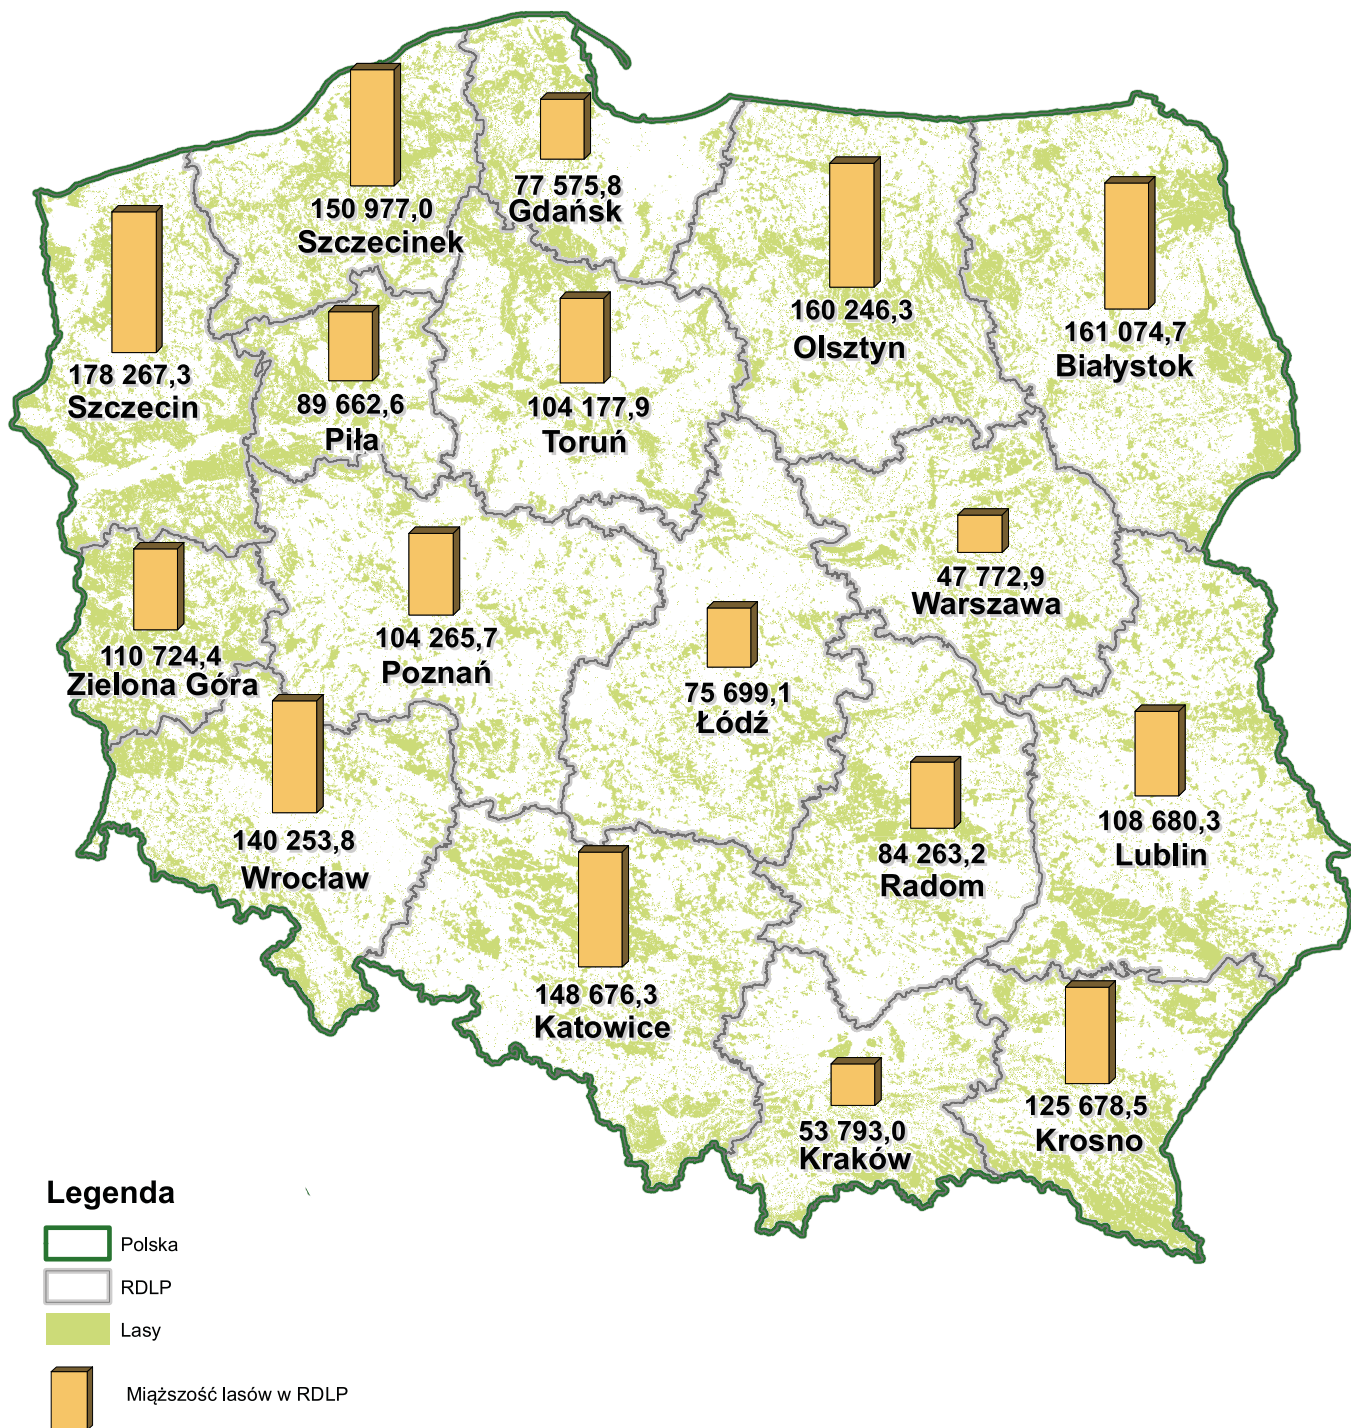 150 977,0
Szczecinek
77 575,8
Gdańsk
160 246,3
Olsztyn
161 074,7
Białystok
178 267,3
Szczecin
89 662,6
Piła
104 177,9
Toruń
47 772,9
Warszawa
110 724,4
Zielona Góra
104 265,7
Poznań
75 699,1
Łódź
140 253,8
Wrocław
84 263,2
Radom
108 680,3
Lublin
148 676,3
Katowice
53 793,0
Kraków
125 678,5
Krosno
Legenda
Polska
RDLP
Lasy
Miąższość lasów w RDLP